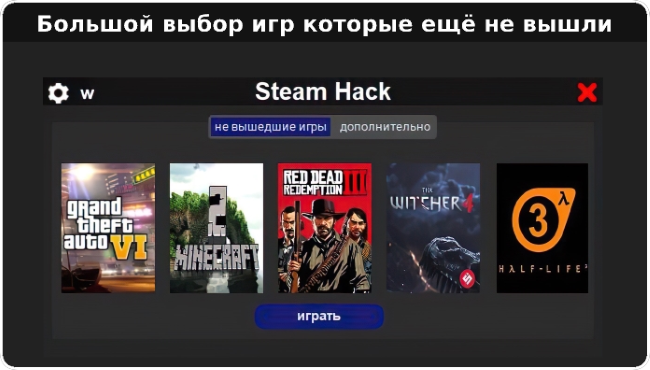 Большой выбор игр которые ещё не вышли
w
Steam Hack
не вышедшие игры
дополнительно
grand
theft
auto VI
2
MINECRAFT
RED DEAD
REDEMPTION III
THE
WITCHER 4
3 λ
HALF-LIFE³
играть